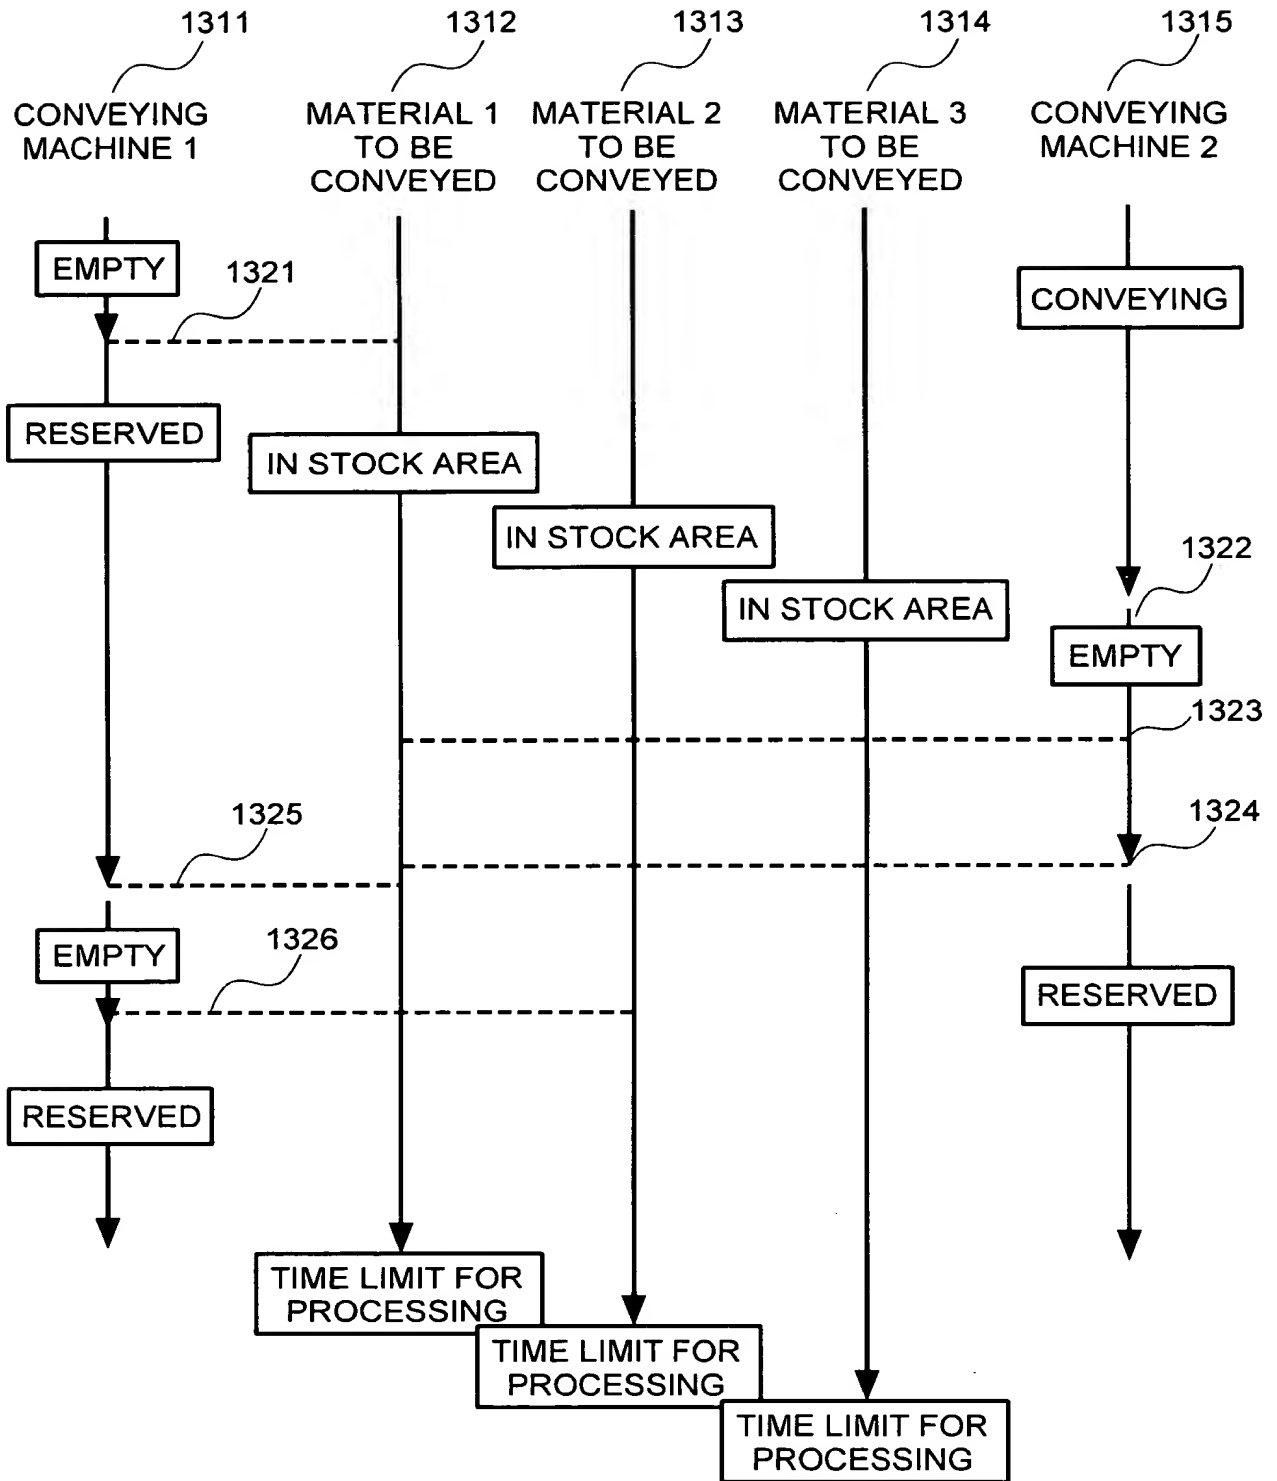 1311
1312
1313
1314
1315
CONVEYING
MACHINE 1
MATERIAL 1
TO BE
CONVEYED
MATERIAL 2
TO BE
CONVEYED
MATERIAL 3
TO BE
CONVEYED
CONVEYING
MACHINE 2
EMPTY
1321
CONVEYING
RESERVED
IN STOCK AREA
IN STOCK AREA
1322
IN STOCK AREA
EMPTY
1323
1325
1324
EMPTY
1326
RESERVED
RESERVED
TIME LIMIT FOR
PROCESSING
TIME LIMIT FOR
PROCESSING
TIME LIMIT FOR
PROCESSING